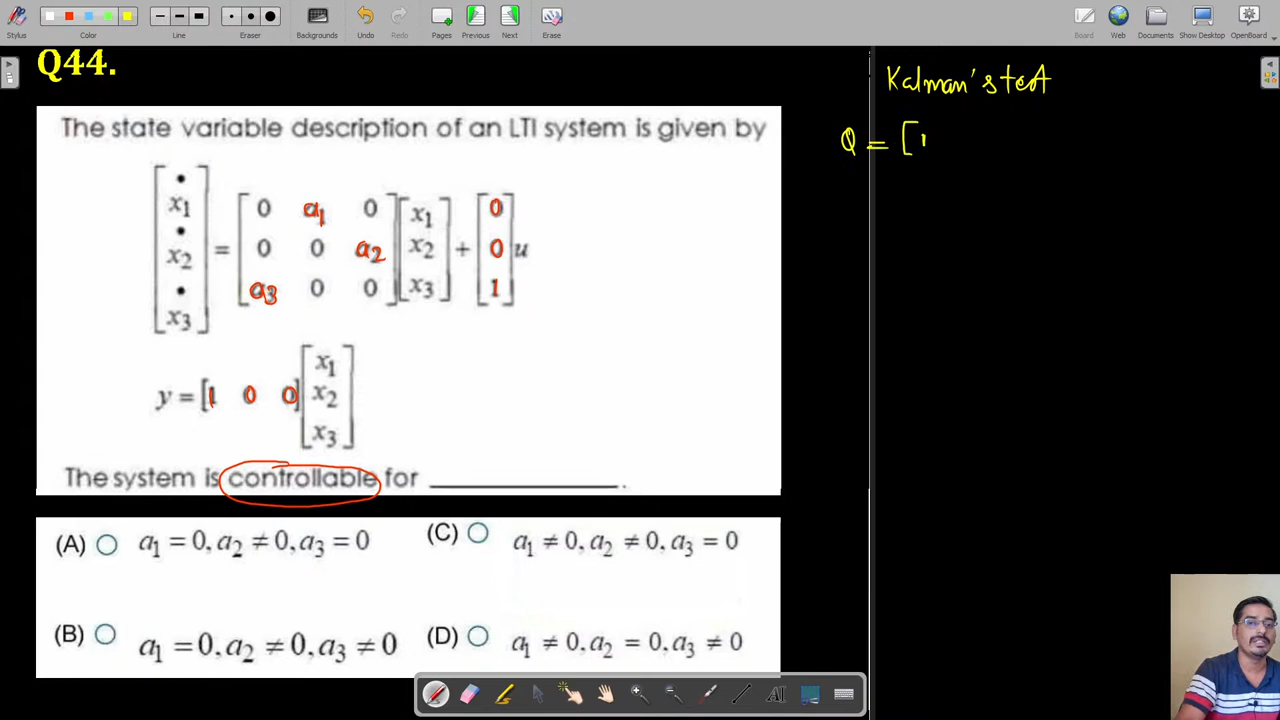 Stylus Color Line Eraser Backgrounds Undo Redo Pages Previous Next Erase Board Web Documents Show Desktop OpenBoard
Q44.
Kalman's test
Q = [
The state variable description of an LTI system is given by
[ẋ1 ẋ2 ẋ3] = [0 a1 0; 0 0 a2; a3 0 0] [x1 x2 x3] + [0 0 1] u
y = [1 0 0] [x1 x2 x3]
The system is controllable for ____________.
(A) a1 = 0, a2 ≠ 0, a3 = 0
(C) a1 ≠ 0, a2 ≠ 0, a3 = 0
(B) a1 = 0, a2 ≠ 0, a3 ≠ 0
(D) a1 ≠ 0, a2 = 0, a3 ≠ 0